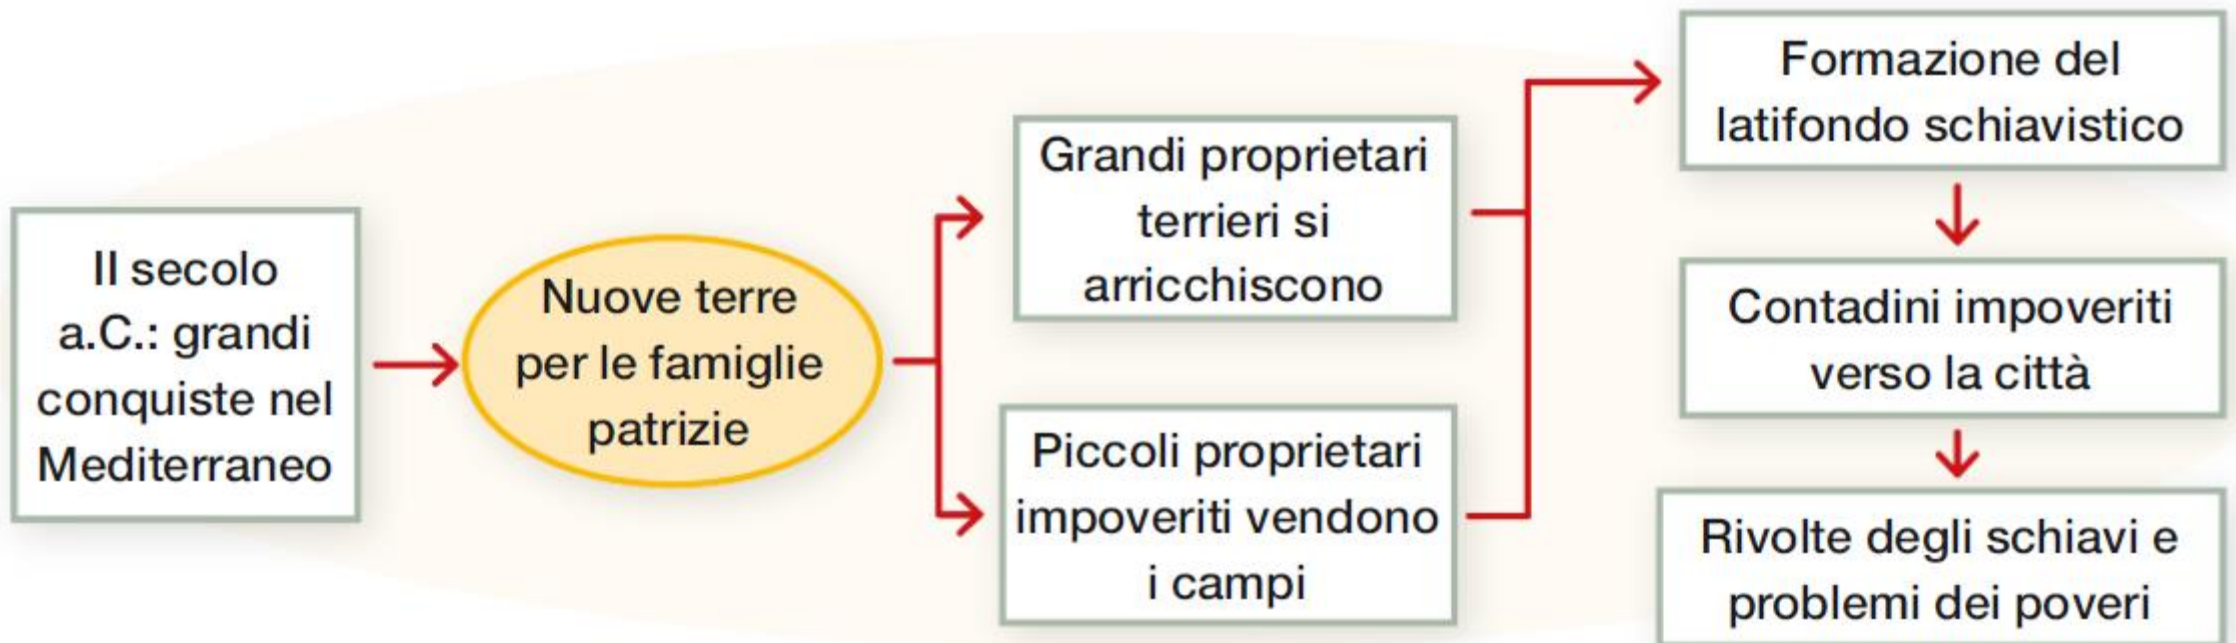 II secolo
a.C.: grandi
conquiste nel
Mediterraneo
Nuove terre
per le famiglie
patrizie
Grandi proprietari
terrieri si
arricchiscono
Piccoli proprietari
impoveriti vendono
i campi
Formazione del
latifondo schiavistico
Contadini impoveriti
verso la città
Rivolte degli schiavi e
problemi dei poveri